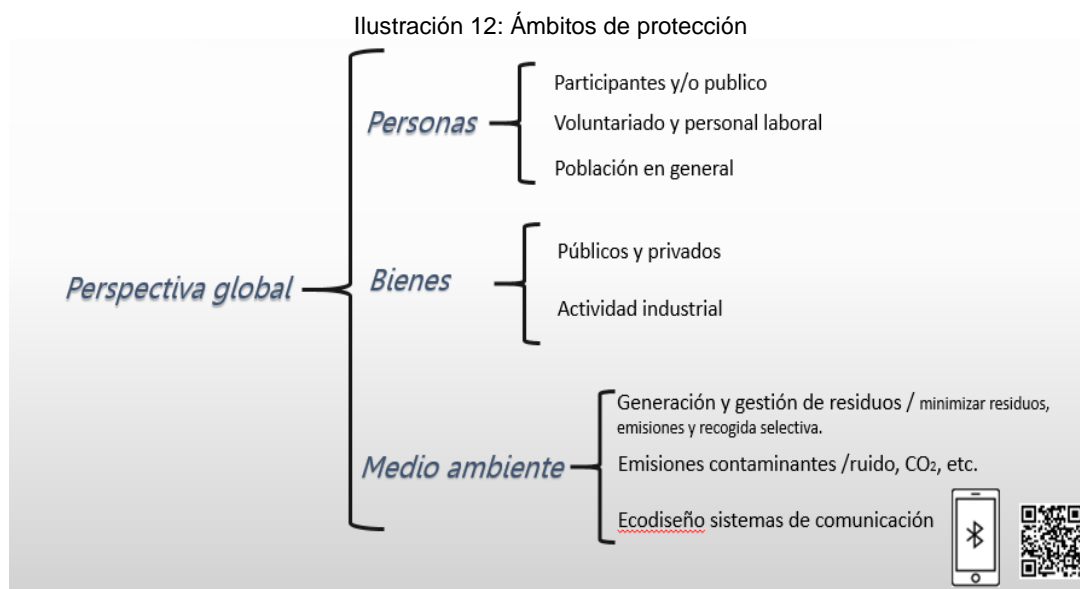 Ilustración 12: Ámbitos de protección
Perspectiva global
Personas
Participantes y/o publico
Voluntariado y personal laboral
Población en general
Bienes
Públicos y privados
Actividad industrial
Medio ambiente
Generación y gestión de residuos / minimizar residuos,
emisiones y recogida selectiva.
Emisiones contaminantes /ruido, CO₂, etc.
Ecodiseño sistemas de comunicación